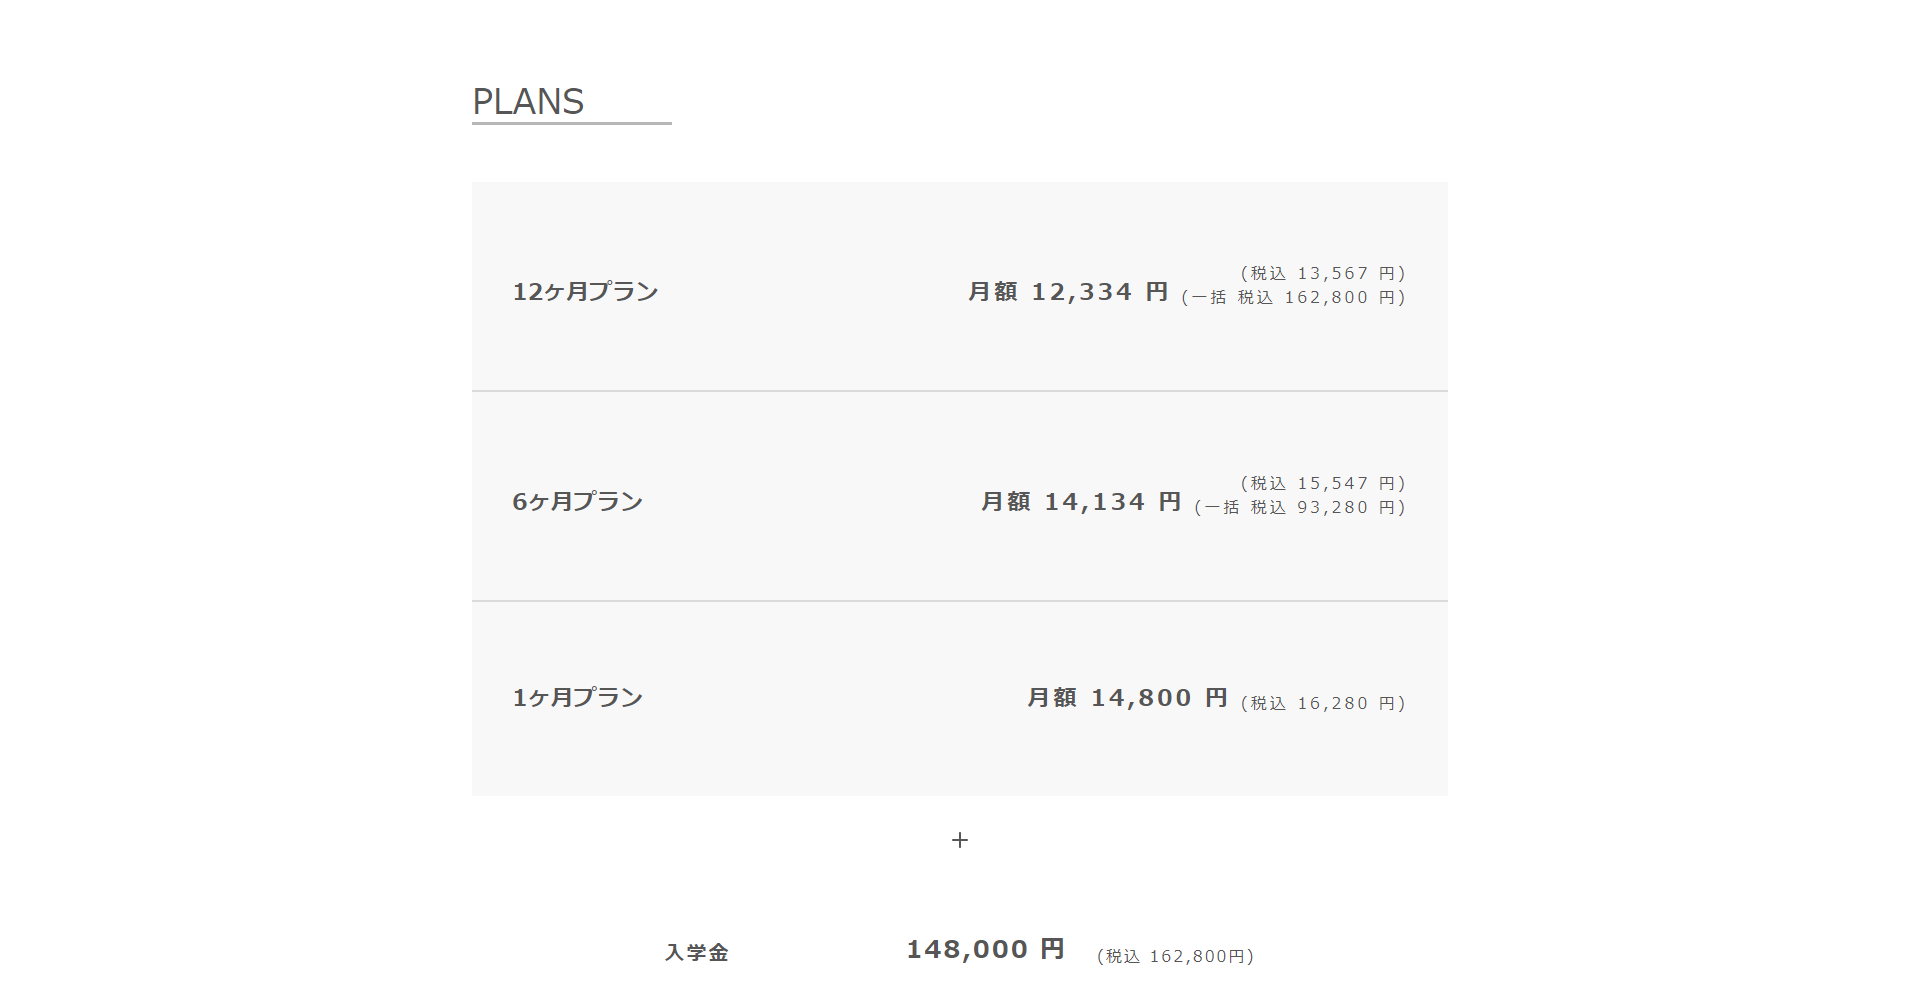 PLANS
12ヶ月プラン 月額 12,334 円 (税込 13,567 円)
(一括 税込 162,800 円)
6ヶ月プラン 月額 14,134 円 (税込 15,547 円)
(一括 税込 93,280 円)
1ヶ月プラン 月額 14,800 円 (税込 16,280 円)
+
入学金 148,000 円 (税込 162,800円)